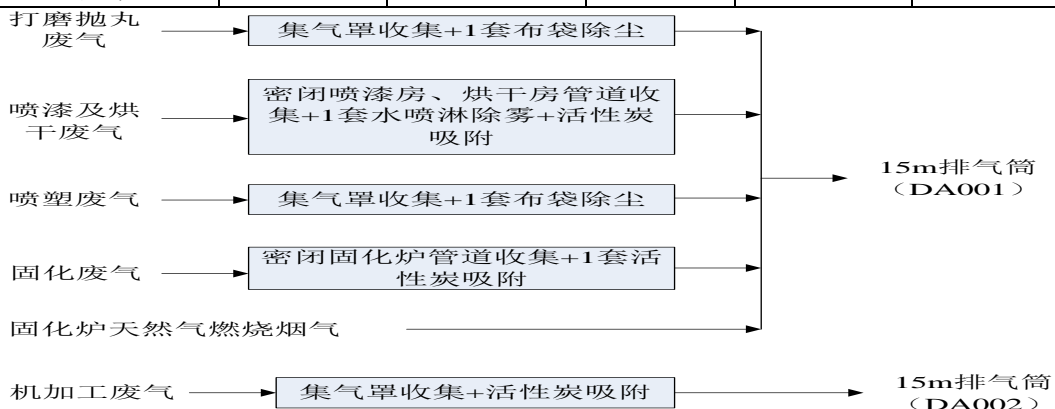 打磨抛丸
废气
集气罩收集+1套布袋除尘
喷漆及烘
干废气
密闭喷漆房、烘干房管道收
集+1套水喷淋除雾+活性炭
吸附
喷塑废气
集气罩收集+1套布袋除尘
固化废气
密闭固化炉管道收集+1套活
性炭吸附
固化炉天然气燃烧烟气
15m排气筒
（DA001）
机加工废气
集气罩收集+活性炭吸附
15m排气筒
（DA002）